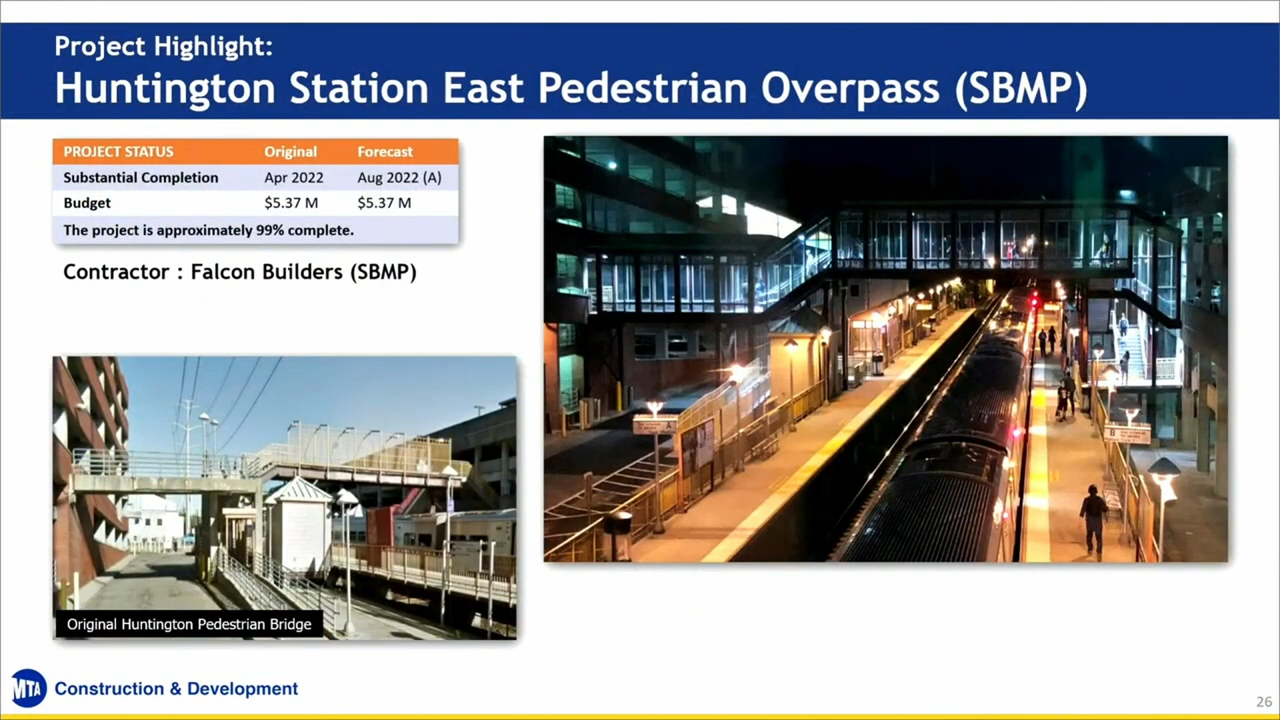 Project Highlight:
Huntington Station East Pedestrian Overpass (SBMP)
PROJECT STATUS Original Forecast
Substantial Completion Apr 2022 Aug 2022 (A)
Budget $5.37 M $5.37 M
The project is approximately 99% complete.
Contractor : Falcon Builders (SBMP)
A
B
Original Huntington Pedestrian Bridge
MTA Construction & Development
26